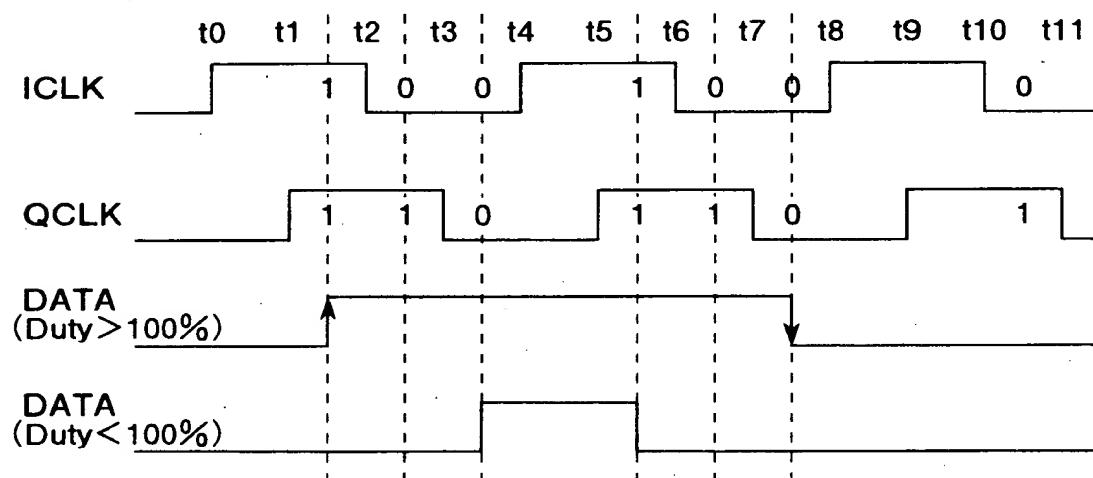 t0 t1 t2 t3 t4 t5 t6 t7 t8 t9 t10 t11
ICLK 1 0 0 1 0 0 0
QCLK 1 1 0 1 1 0 1
DATA
(Duty>100%)
DATA
(Duty<100%)